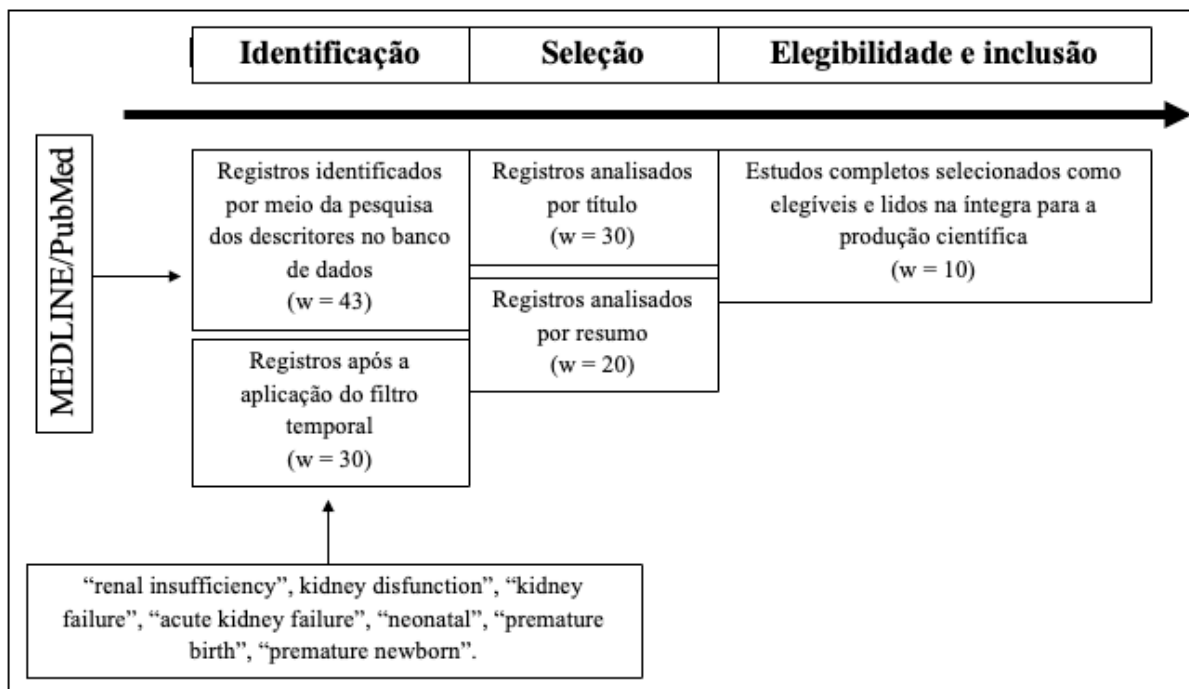 Identificação
Seleção
Elegibilidade e inclusão
MEDLINE/PubMed
Registros identificados
por meio da pesquisa
dos descritores no banco
de dados
(w = 43)
Registros após a
aplicação do filtro
temporal
(w = 30)
Registros analisados
por título
(w = 30)
Registros analisados
por resumo
(w = 20)
Estudos completos selecionados como
elegíveis e lidos na íntegra para a
produção científica
(w = 10)
“renal insufficiency”, kidney disfunction”, “kidney
failure”, “acute kidney failure”, “neonatal”, “premature
birth”, “premature newborn”.